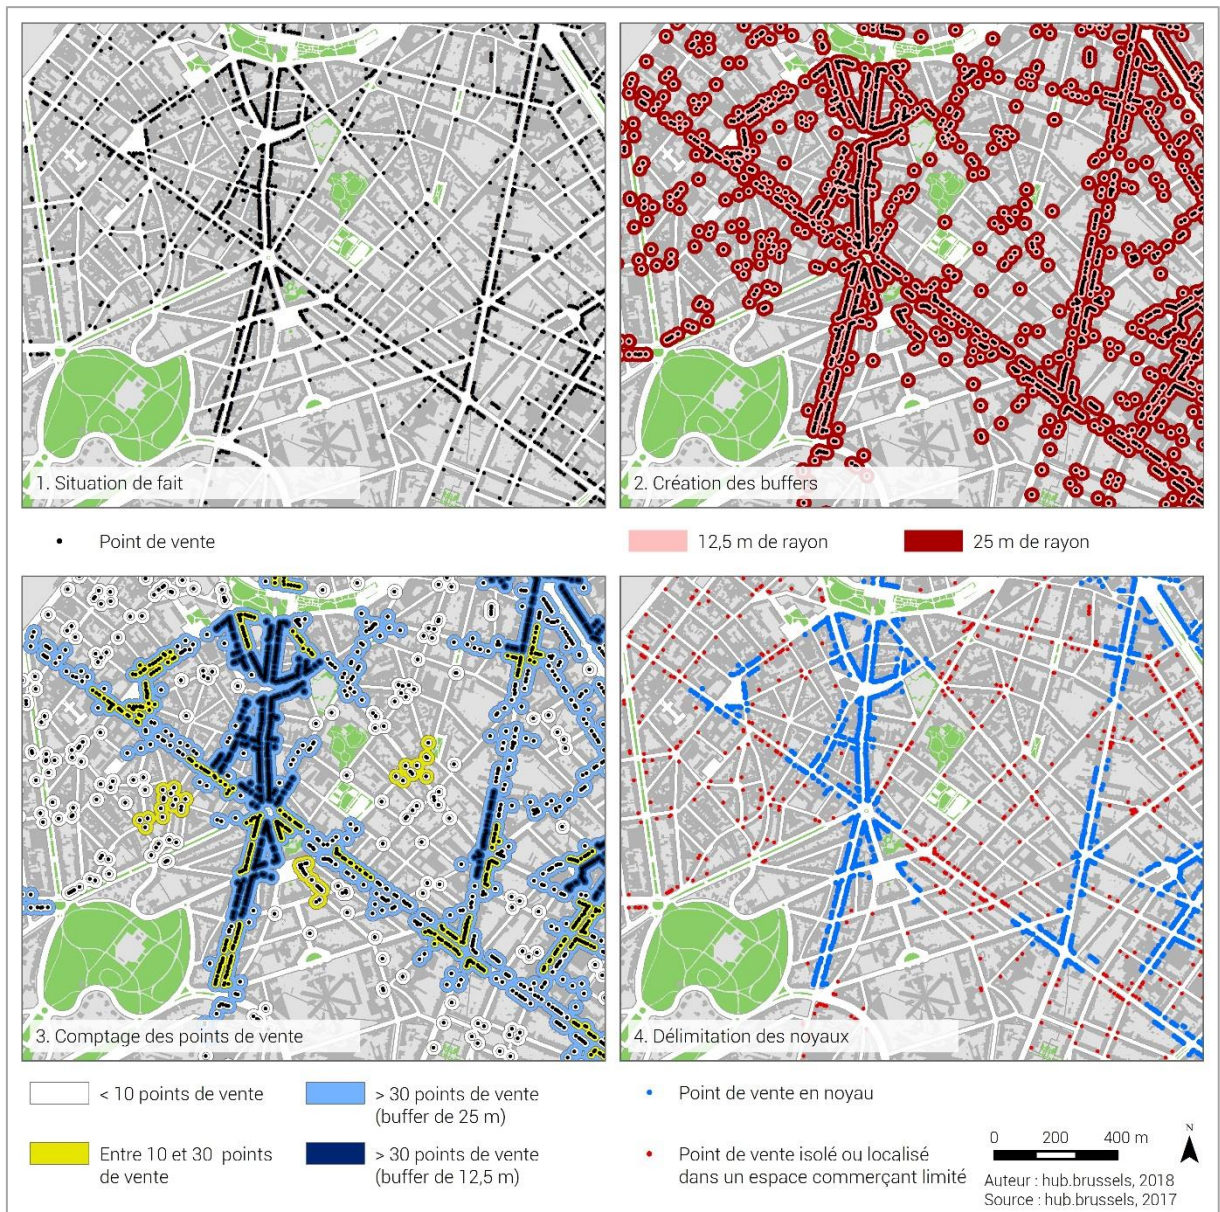 1. Situation de fait
2. Création des buffers
Point de vente
12,5 m de rayon
25 m de rayon
3. Comptage des points de vente
4. Délimitation des noyaux
< 10 points de vente
> 30 points de vente
(buffer de 25 m)
Entre 10 et 30 points
de vente
> 30 points de vente
(buffer de 12,5 m)
Point de vente en noyau
Point de vente isolé ou localisé
dans un espace commerçant limité
0 200 400 m
N
Auteur : hub.brussels, 2018
Source : hub.brussels, 2017